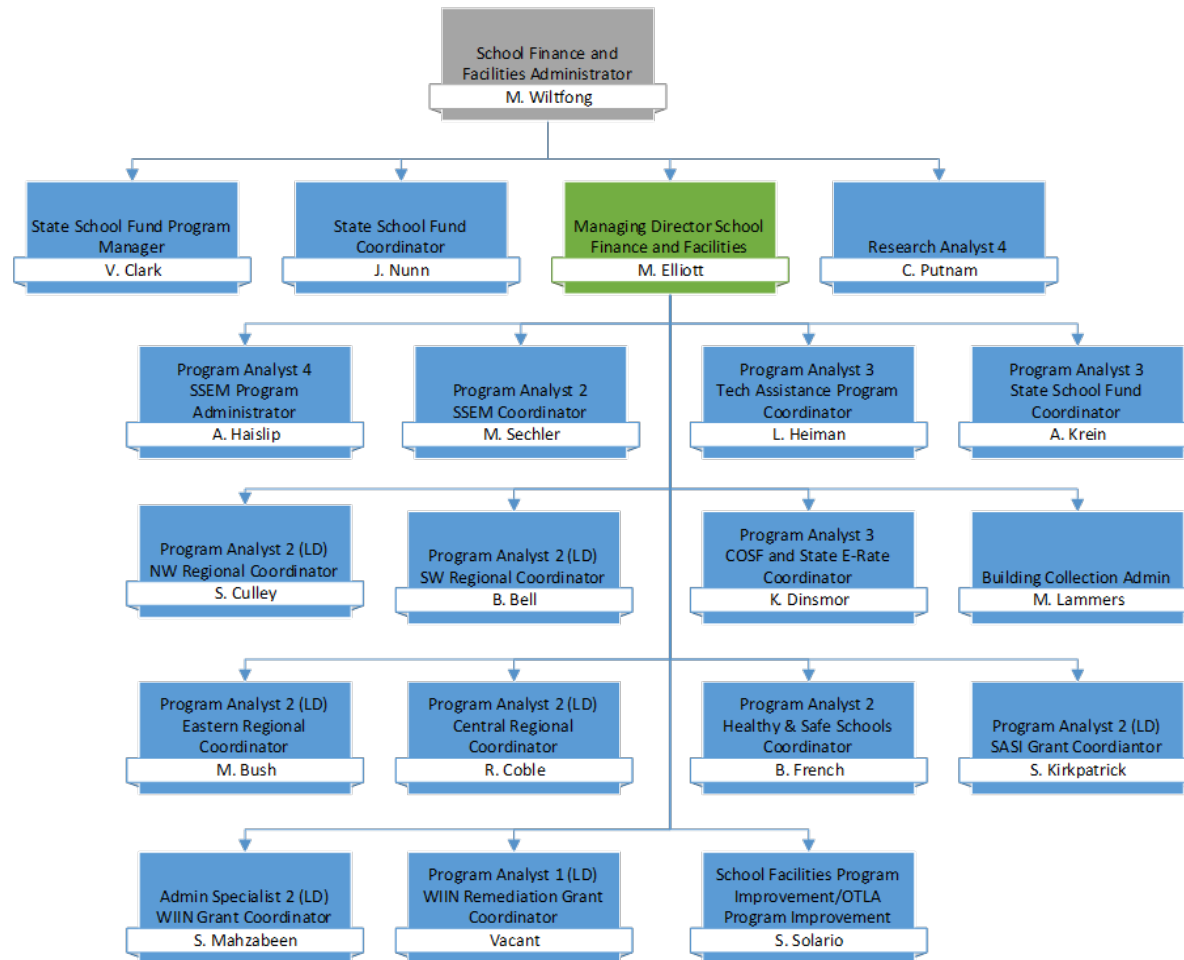 School Finance and
Facilities Administrator
M. Wiltfong
State School Fund Program
Manager
V. Clark
State School Fund
Coordinator
J. Nunn
Managing Director School
Finance and Facilities
M. Elliott
Research Analyst 4
C. Putnam
Program Analyst 4
SSEM Program
Administrator
A. Haislip
Program Analyst 2
SSEM Coordinator
M. Sechler
Program Analyst 3
Tech Assistance Program
Coordinator
L. Heiman
Program Analyst 3
State School Fund
Coordinator
A. Krein
Program Analyst 2 (LD)
NW Regional Coordinator
S. Culley
Program Analyst 2 (LD)
SW Regional Coordinator
B. Bell
Program Analyst 3
COSF and State E-Rate
Coordinator
K. Dinsmor
Building Collection Admin
M. Lammers
Program Analyst 2 (LD)
Eastern Regional
Coordinator
M. Bush
Program Analyst 2 (LD)
Central Regional
Coordinator
R. Coble
Program Analyst 2
Healthy & Safe Schools
Coordinator
B. French
Program Analyst 2 (LD)
SASI Grant Coordiantor
S. Kirkpatrick
Admin Specialist 2 (LD)
WIIN Grant Coordinator
S. Mahzabeen
Program Analyst 1 (LD)
WIIN Remediation Grant
Coordinator
Vacant
School Facilities Program
Improvement/OTLA
Program Improvement
S. Solario